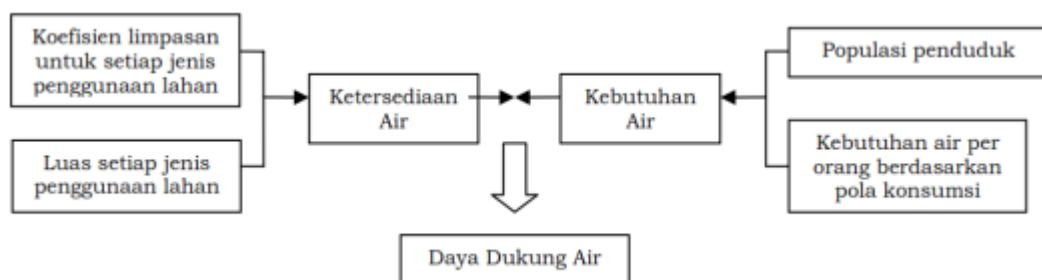 Koefisien limpasan
untuk setiap jenis
penggunaan lahan
Luas setiap jenis
penggunaan lahan
Ketersediaan
Air
Kebutuhan
Air
Populasi penduduk
Kebutuhan air per
orang berdasarkan
pola konsumsi
Daya Dukung Air